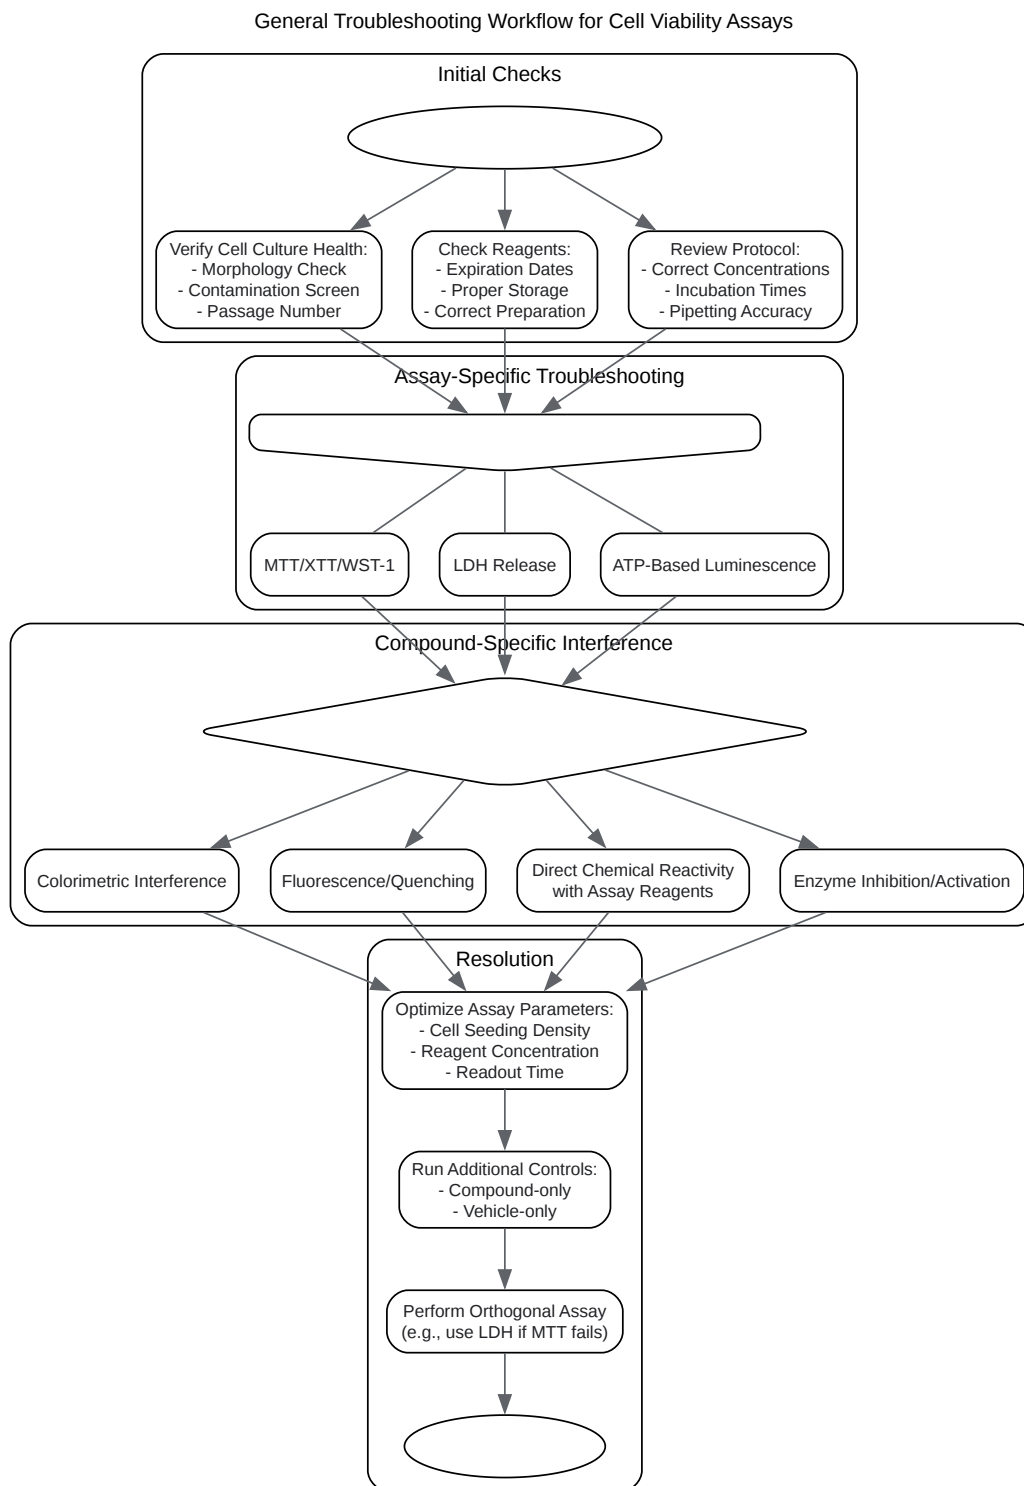 General Troubleshooting Workflow for Cell Viability Assays
Initial Checks
Verify Cell Culture Health:
- Morphology Check
- Contamination Screen
- Passage Number
Check Reagents:
- Expiration Dates
- Proper Storage
- Correct Preparation
Review Protocol:
- Correct Concentrations
- Incubation Times
- Pipetting Accuracy
Assay-Specific Troubleshooting
MTT/XTT/WST-1
LDH Release
ATP-Based Luminescence
Compound-Specific Interference
Colorimetric Interference
Fluorescence/Quenching
Direct Chemical Reactivity
with Assay Reagents
Enzyme Inhibition/Activation
Resolution
Optimize Assay Parameters:
- Cell Seeding Density
- Reagent Concentration
- Readout Time
Run Additional Controls:
- Compound-only
- Vehicle-only
Perform Orthogonal Assay
(e.g., use LDH if MTT fails)